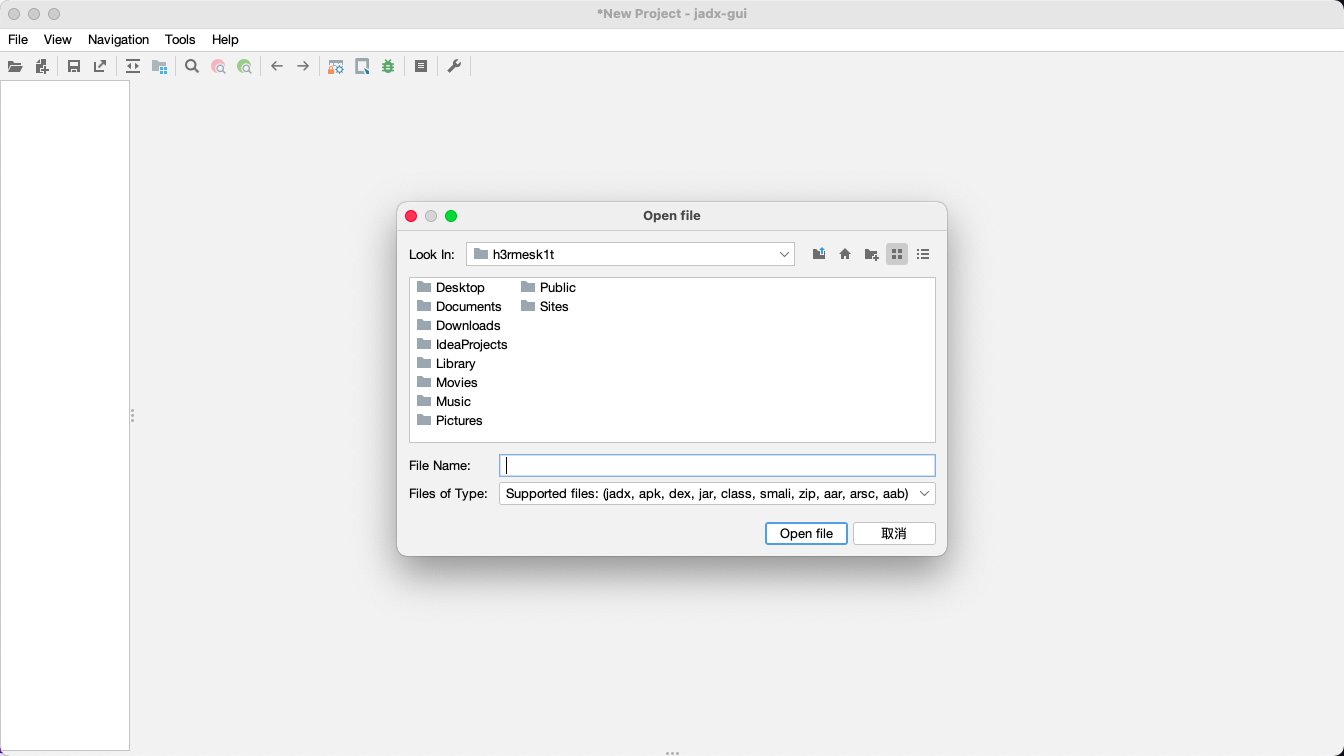 *New Project - jadx-gui
File View Navigation Tools Help
Open file
Look In: h3rmesk1t
Desktop Public
Documents Sites
Downloads
IdeaProjects
Library
Movies
Music
Pictures
File Name:
Files of Type: Supported files: (jadx, apk, dex, jar, class, smali, zip, aar, arsc, aab)
Open file 取消